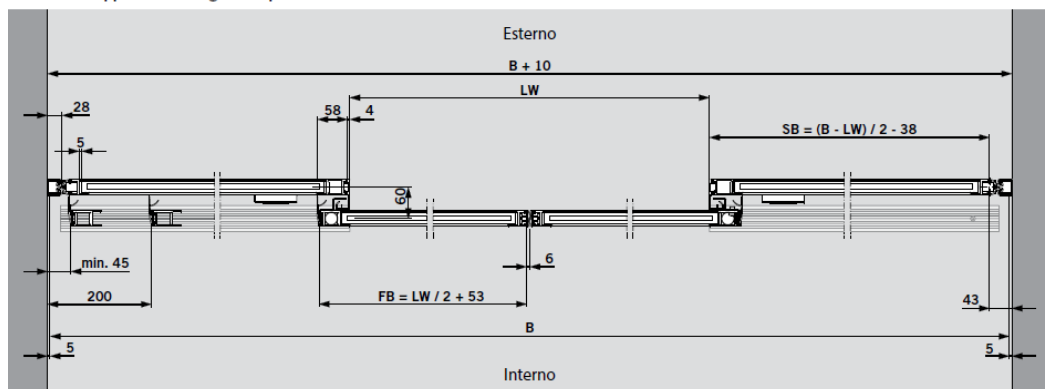 Esterno
B + 10
LW
28
58
4
SB = (B - LW) / 2 - 38
5
60
min. 45
6
200
FB = LW / 2 + 53
43
B
5
5
Interno